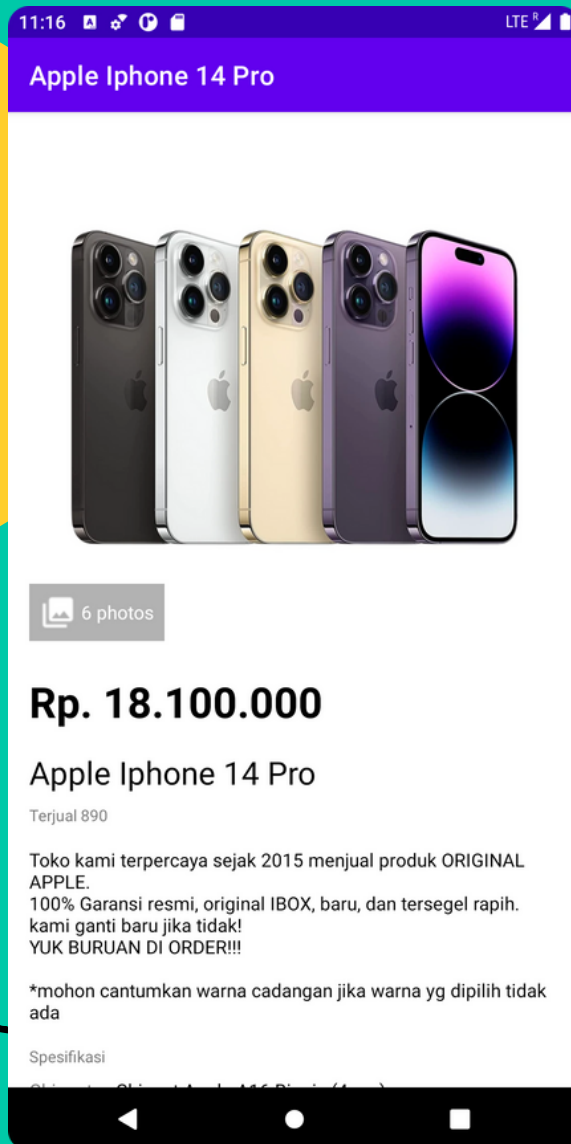 11:16
LTE R
Apple Iphone 14 Pro
6 photos
Rp. 18.100.000
Apple Iphone 14 Pro
Terjual 890
Toko kami terpercaya sejak 2015 menjual produk ORIGINAL
APPLE.
100% Garansi resmi, original IBOX, baru, dan tersegel rapih.
kami ganti baru jika tidak!
YUK BURUAN DI ORDER!!!
*mohon cantumkan warna cadangan jika warna yg dipilih tidak
ada
Spesifikasi